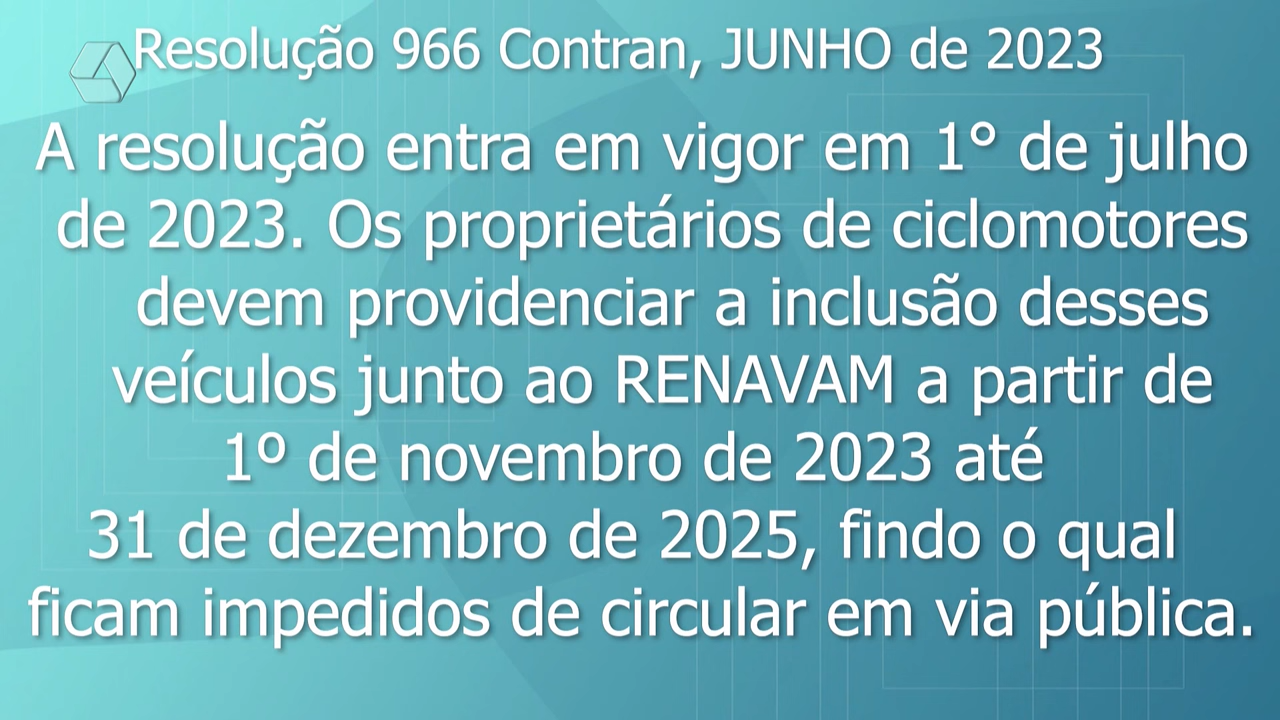 Resolução 966 Contran, JUNHO de 2023
A resolução entra em vigor em 1° de julho
de 2023. Os proprietários de ciclomotores
devem providenciar a inclusão desses
veículos junto ao RENAVAM a partir de
1º de novembro de 2023 até
31 de dezembro de 2025, findo o qual
ficam impedidos de circular em via pública.